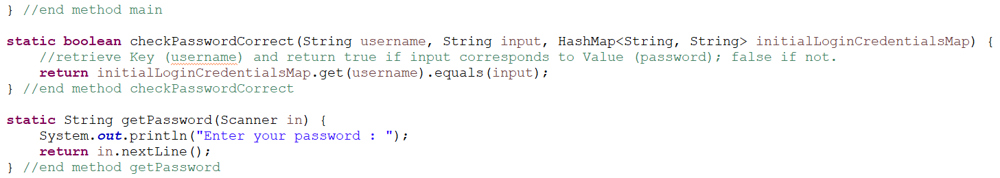 } //end method main

static boolean checkPasswordCorrect(String username, String input, HashMap<String, String> initialLoginCredentialsMap) {
    //retrieve Key (username) and return true if input corresponds to Value (password); false if not.
    return initialLoginCredentialsMap.get(username).equals(input);
} //end method checkPasswordCorrect

static String getPassword(Scanner in) {
    System.out.println("Enter your password : ");
    return in.nextLine();
} //end method getPassword